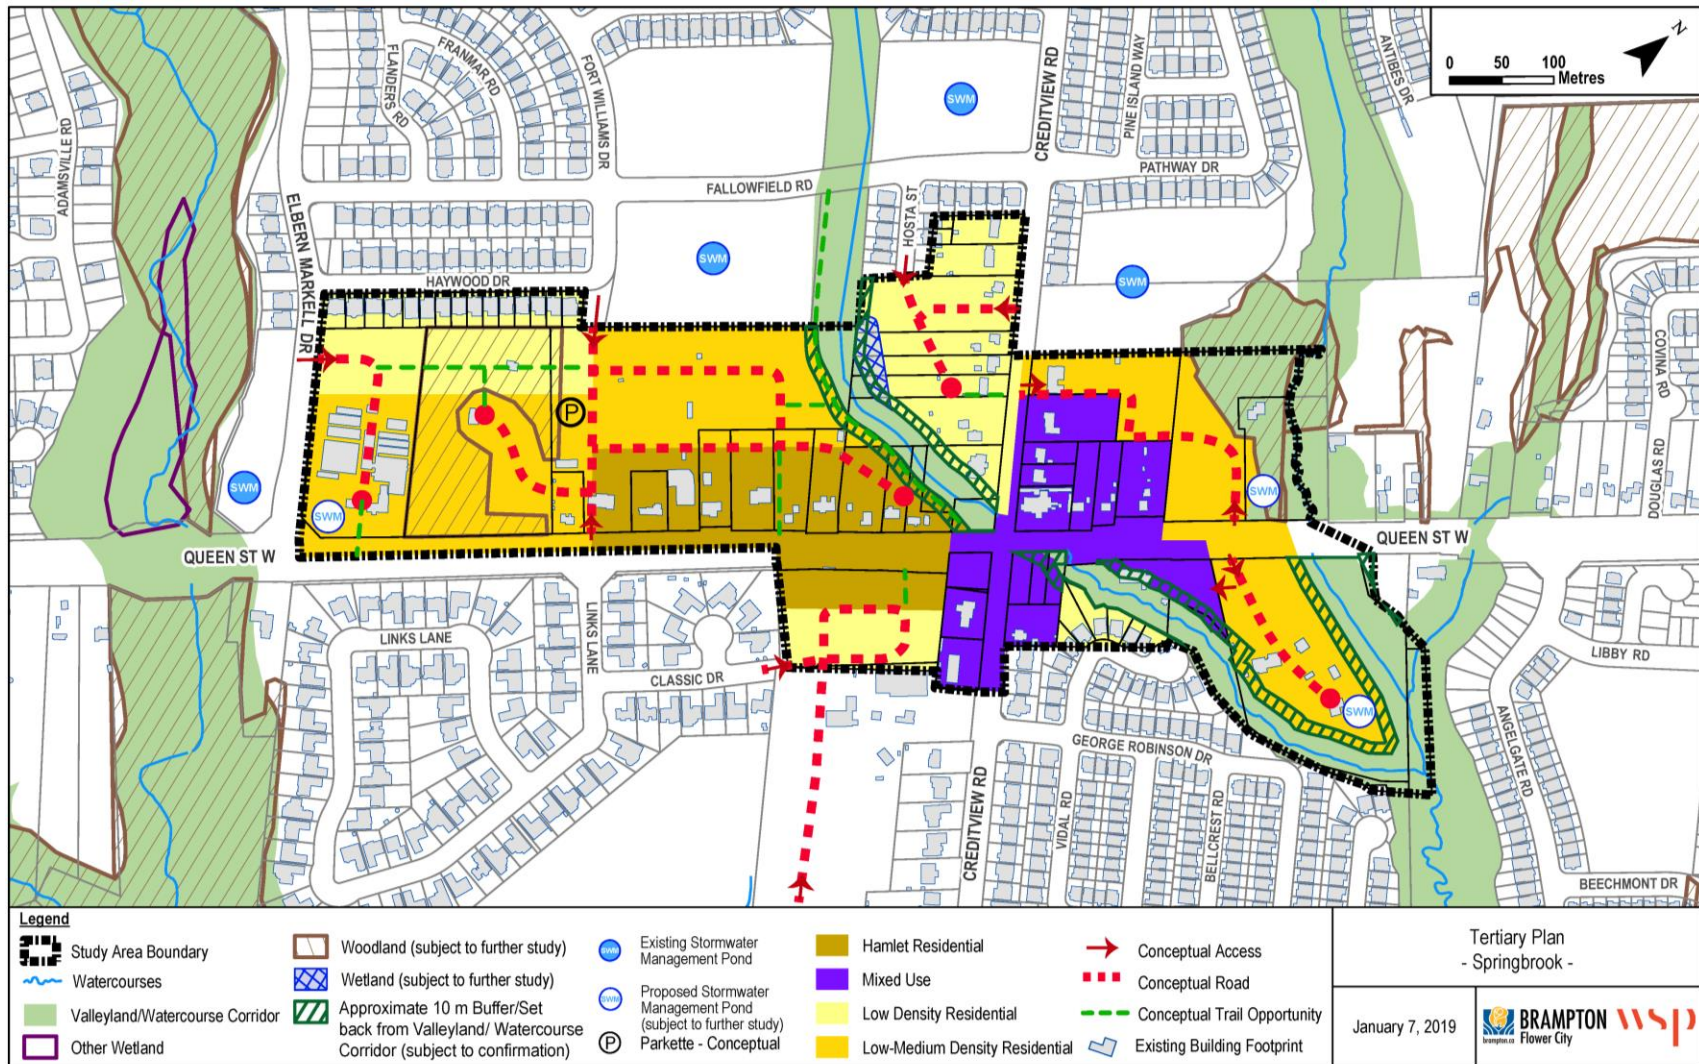 N
0 50 100
Metres
ADAMSVILLE RD
FLANDERS RD
FRANMAR RD
FORT WILLIAMS DR
SWM
CREDITVIEW RD
PINE ISLAND WAY
ANTIBES DR
PATHWAY DR
FALLOWFIELD RD
HOSTA ST
ELBERN MARKELL DR
HAYWOOD DR
SWM
SWM
COVINA RD
DOUGLAS RD
P
SWM
SWM
SWM
QUEEN ST W
QUEEN ST W
LINKS LANE
LINKS LANE
CLASSIC DR
LIBBY RD
SWM
ANGELGATE RD
GEORGE ROBINSON DR
CREDITVIEW RD
VIDAL RD
BELLCREST RD
BEECHMONT DR
Legend
Study Area Boundary
Watercourses
Valleyland/Watercourse Corridor
Other Wetland
Woodland (subject to further study)
Wetland (subject to further study)
Approximate 10 m Buffer/Set
back from Valleyland/ Watercourse
Corridor (subject to confirmation)
SWM
Existing Stormwater
Management Pond
SWM
Proposed Stormwater
Management Pond
(subject to further study)
P
Parkette - Conceptual
Hamlet Residential
Mixed Use
Low Density Residential
Low-Medium Density Residential
Conceptual Access
Conceptual Road
Conceptual Trail Opportunity
Existing Building Footprint
Tertiary Plan
- Springbrook -
January 7, 2019
brampton.ca
BRAMPTON
Flower City
wsp